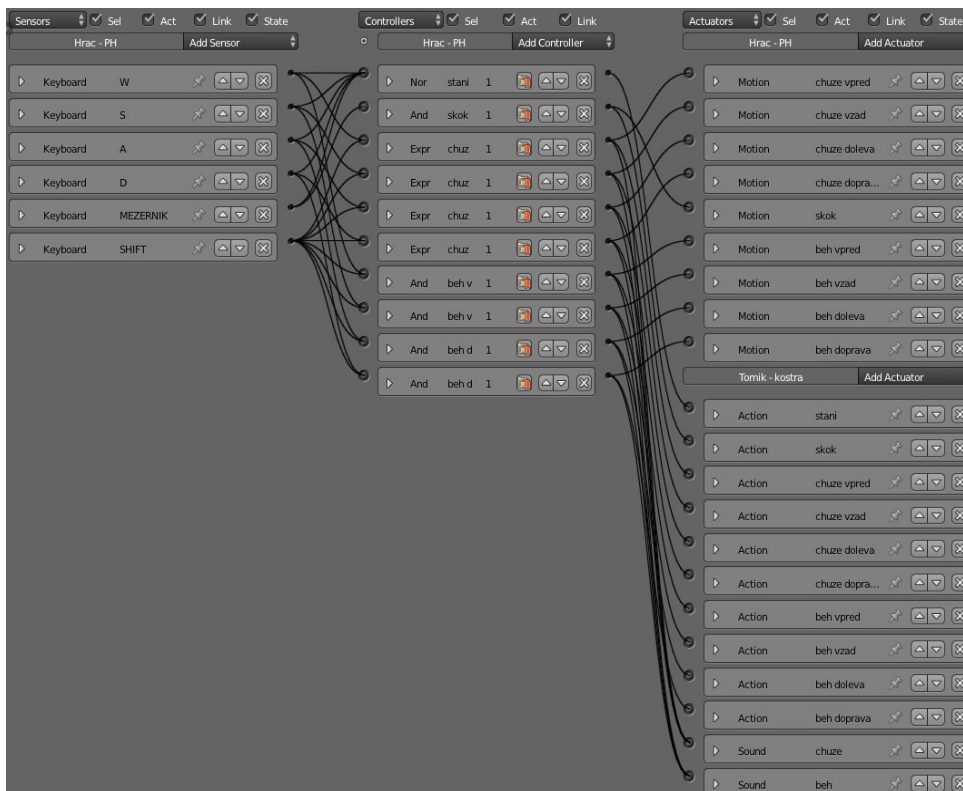 Sensors Sel Act Link State
Hrac - PH Add Sensor
Keyboard W
Keyboard S
Keyboard A
Keyboard D
Keyboard MEZERNIK
Keyboard SHIFT
Controllers Sel Act Link
Hrac - PH Add Controller
Nor stani 1
And skok 1
Expr chuz 1
Expr chuz 1
Expr chuz 1
Expr chuz 1
And beh v 1
And beh v 1
And beh d 1
And beh d 1
Actuators Sel Act Link State
Hrac - PH Add Actuator
Motion chuze vpred
Motion chuze vzad
Motion chuze doleva
Motion chuze dopra...
Motion skok
Motion beh vpred
Motion beh vzad
Motion beh doleva
Motion beh doprava
Tomik - kostra Add Actuator
Action stani
Action skok
Action chuze vpred
Action chuze vzad
Action chuze doleva
Action chuze dopra...
Action beh vpred
Action beh vzad
Action beh doleva
Action beh doprava
Sound chuze
Sound beh